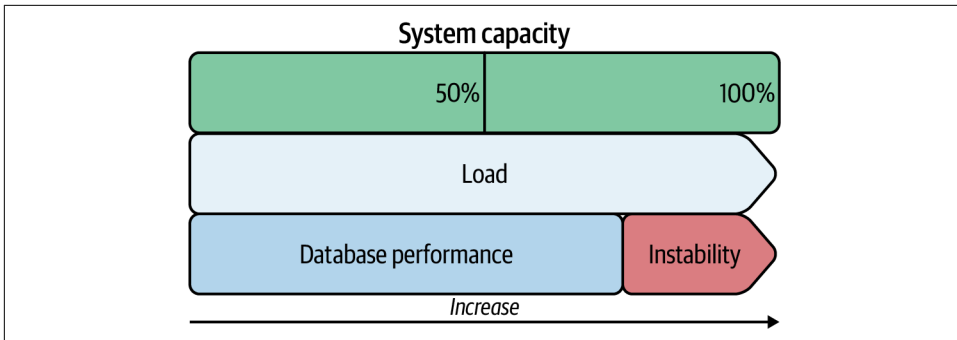 System capacity
50% 100%
Load
Database performance Instability
Increase